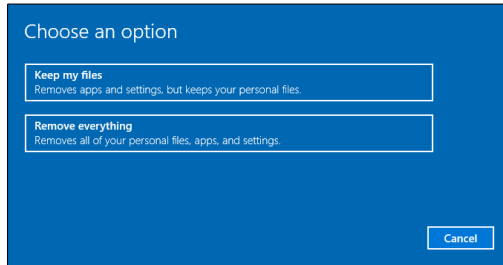 Choose an option
Keep my files
Removes apps and settings, but keeps your personal files.
Remove everything
Removes all of your personal files, apps, and settings.
Cancel